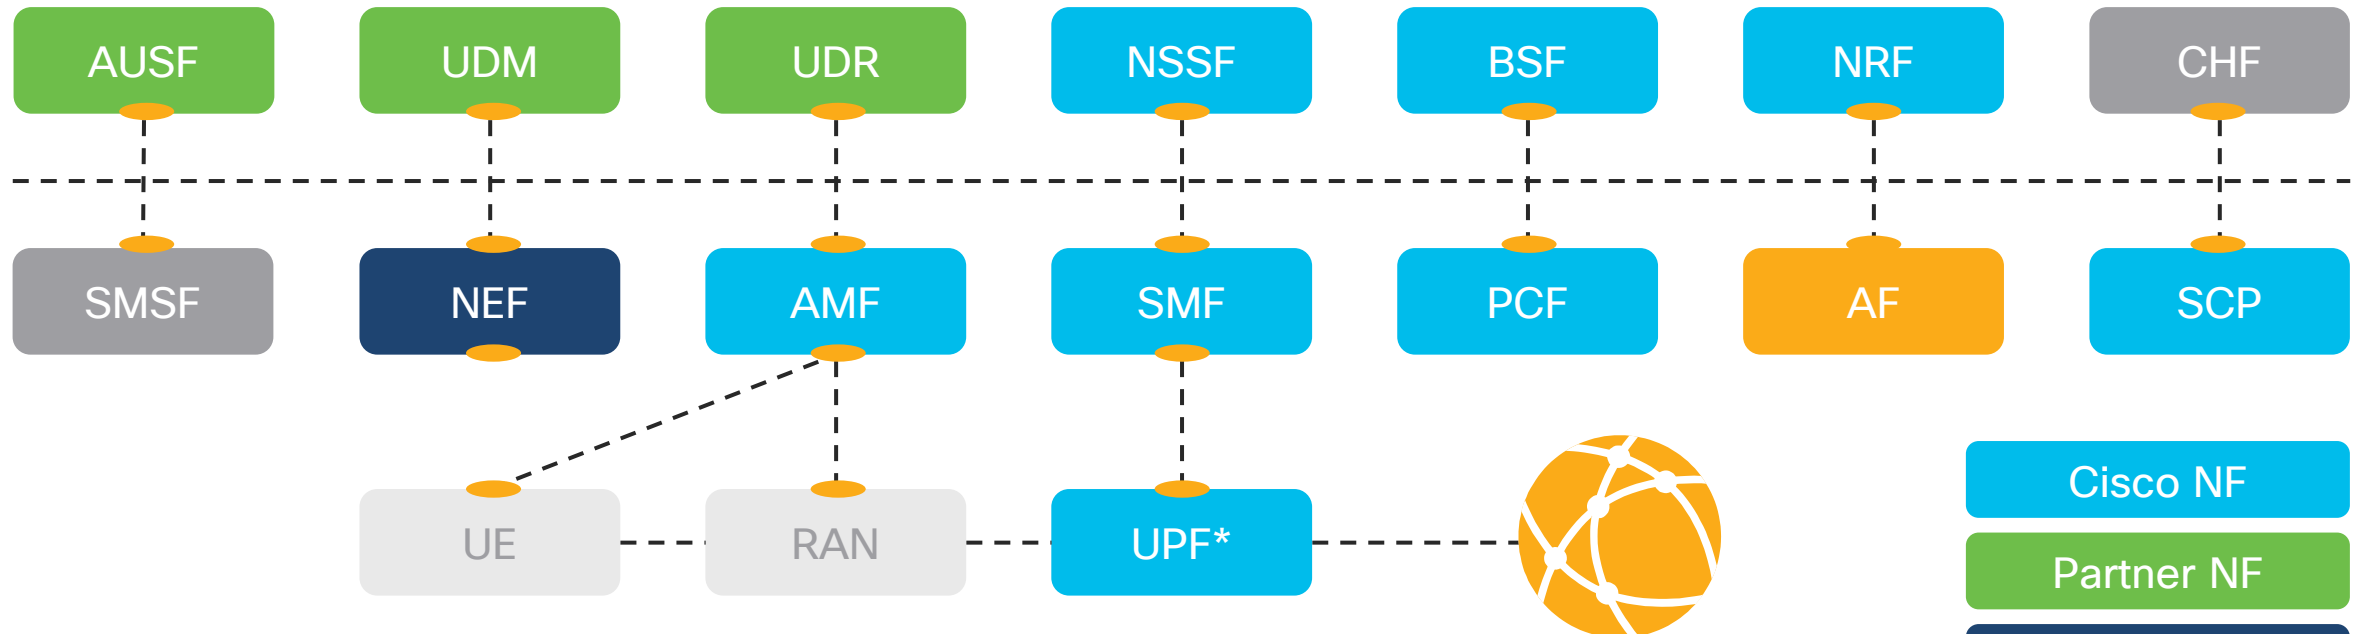 AUSF
UDM
UDR
NSSF
BSF
NRF
CHF
SMSF
NEF
AMF
SMF
PCF
AF
SCP
UE
RAN
UPF*
Cisco NF
Partner NF